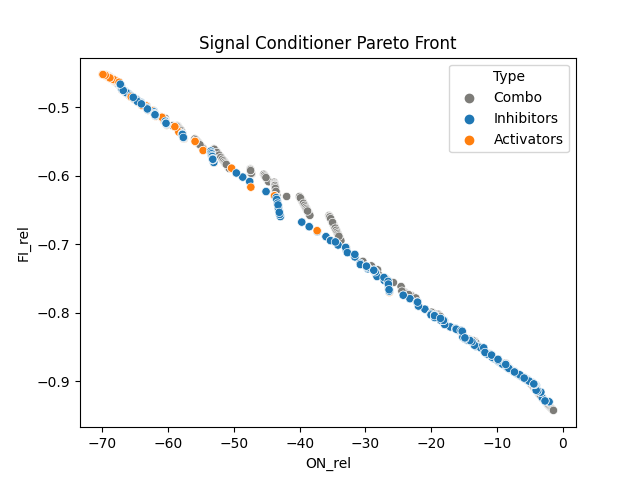 Signal Conditioner Pareto Front
Type
Combo
Inhibitors
Activators
FI_rel
−0.5
−0.6
−0.7
−0.8
−0.9
−70
−60
−50
−40
−30
−20
−10
0
ON_rel